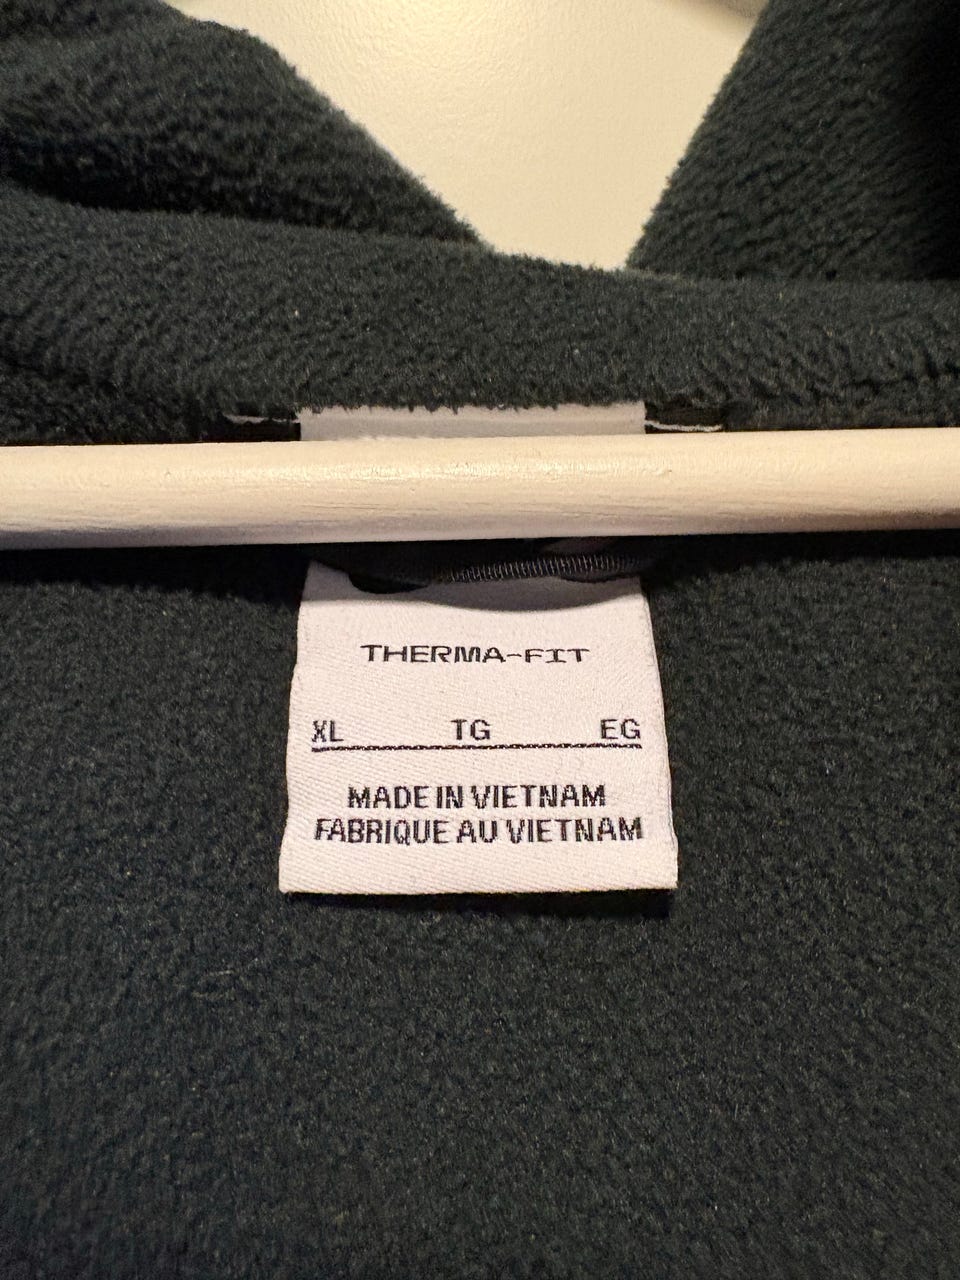 THERMA-FIT
XL TG EG
MADE IN VIETNAM
FABRIQUE AU VIETNAM